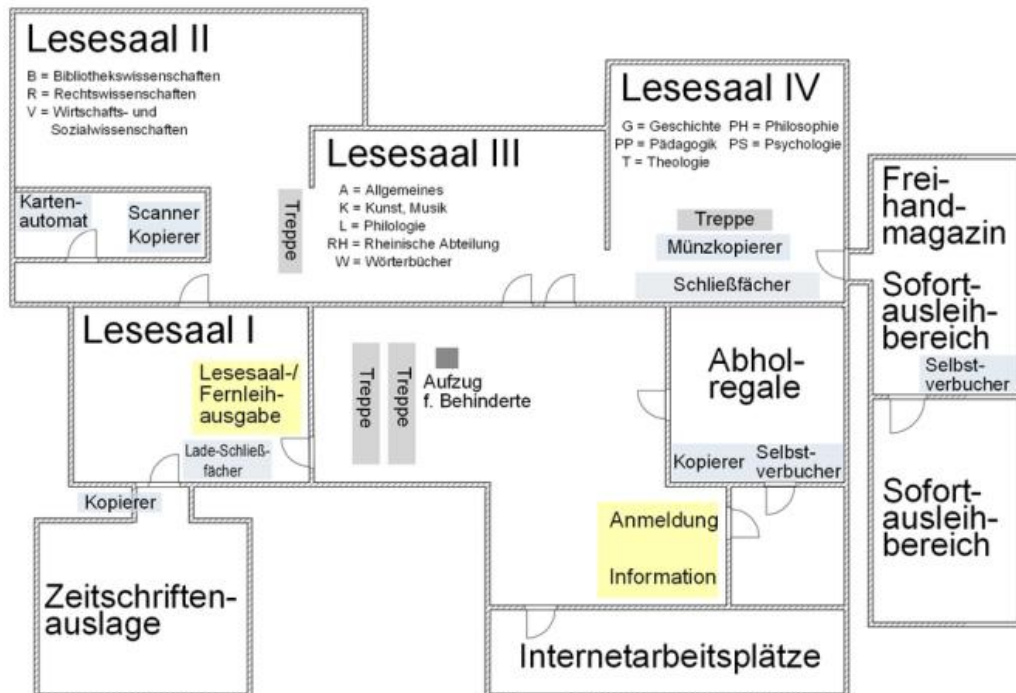 Lesesaal II
B = Bibliothekswissenschaften
R = Rechtswissenschaften
V = Wirtschafts- und
Sozialwissenschaften
Karten-
automat
Scanner
Kopierer
Treppe
Lesesaal III
A = Allgemeines
K = Kunst, Musik
L = Philologie
RH = Rheinische Abteilung
W = Wörterbücher
Lesesaal IV
G = Geschichte PH = Philosophie
PP = Pädagogik PS = Psychologie
T = Theologie
Treppe
Münzkopierer
Schließfächer
Frei-
hand-
magazin
Sofort-
ausleih-
bereich
Selbst-
verbucher
Lesesaal I
Lesesaal-/
Fernleih-
ausgabe
Lade-Schließ-
fächer
Treppe
Treppe
Aufzug
f. Behinderte
Abhol-
regale
Kopierer
Selbst-
verbucher
Sofort-
ausleih-
bereich
Kopierer
Zeitschriften-
auslage
Anmeldung
Information
Internetarbeitsplätze